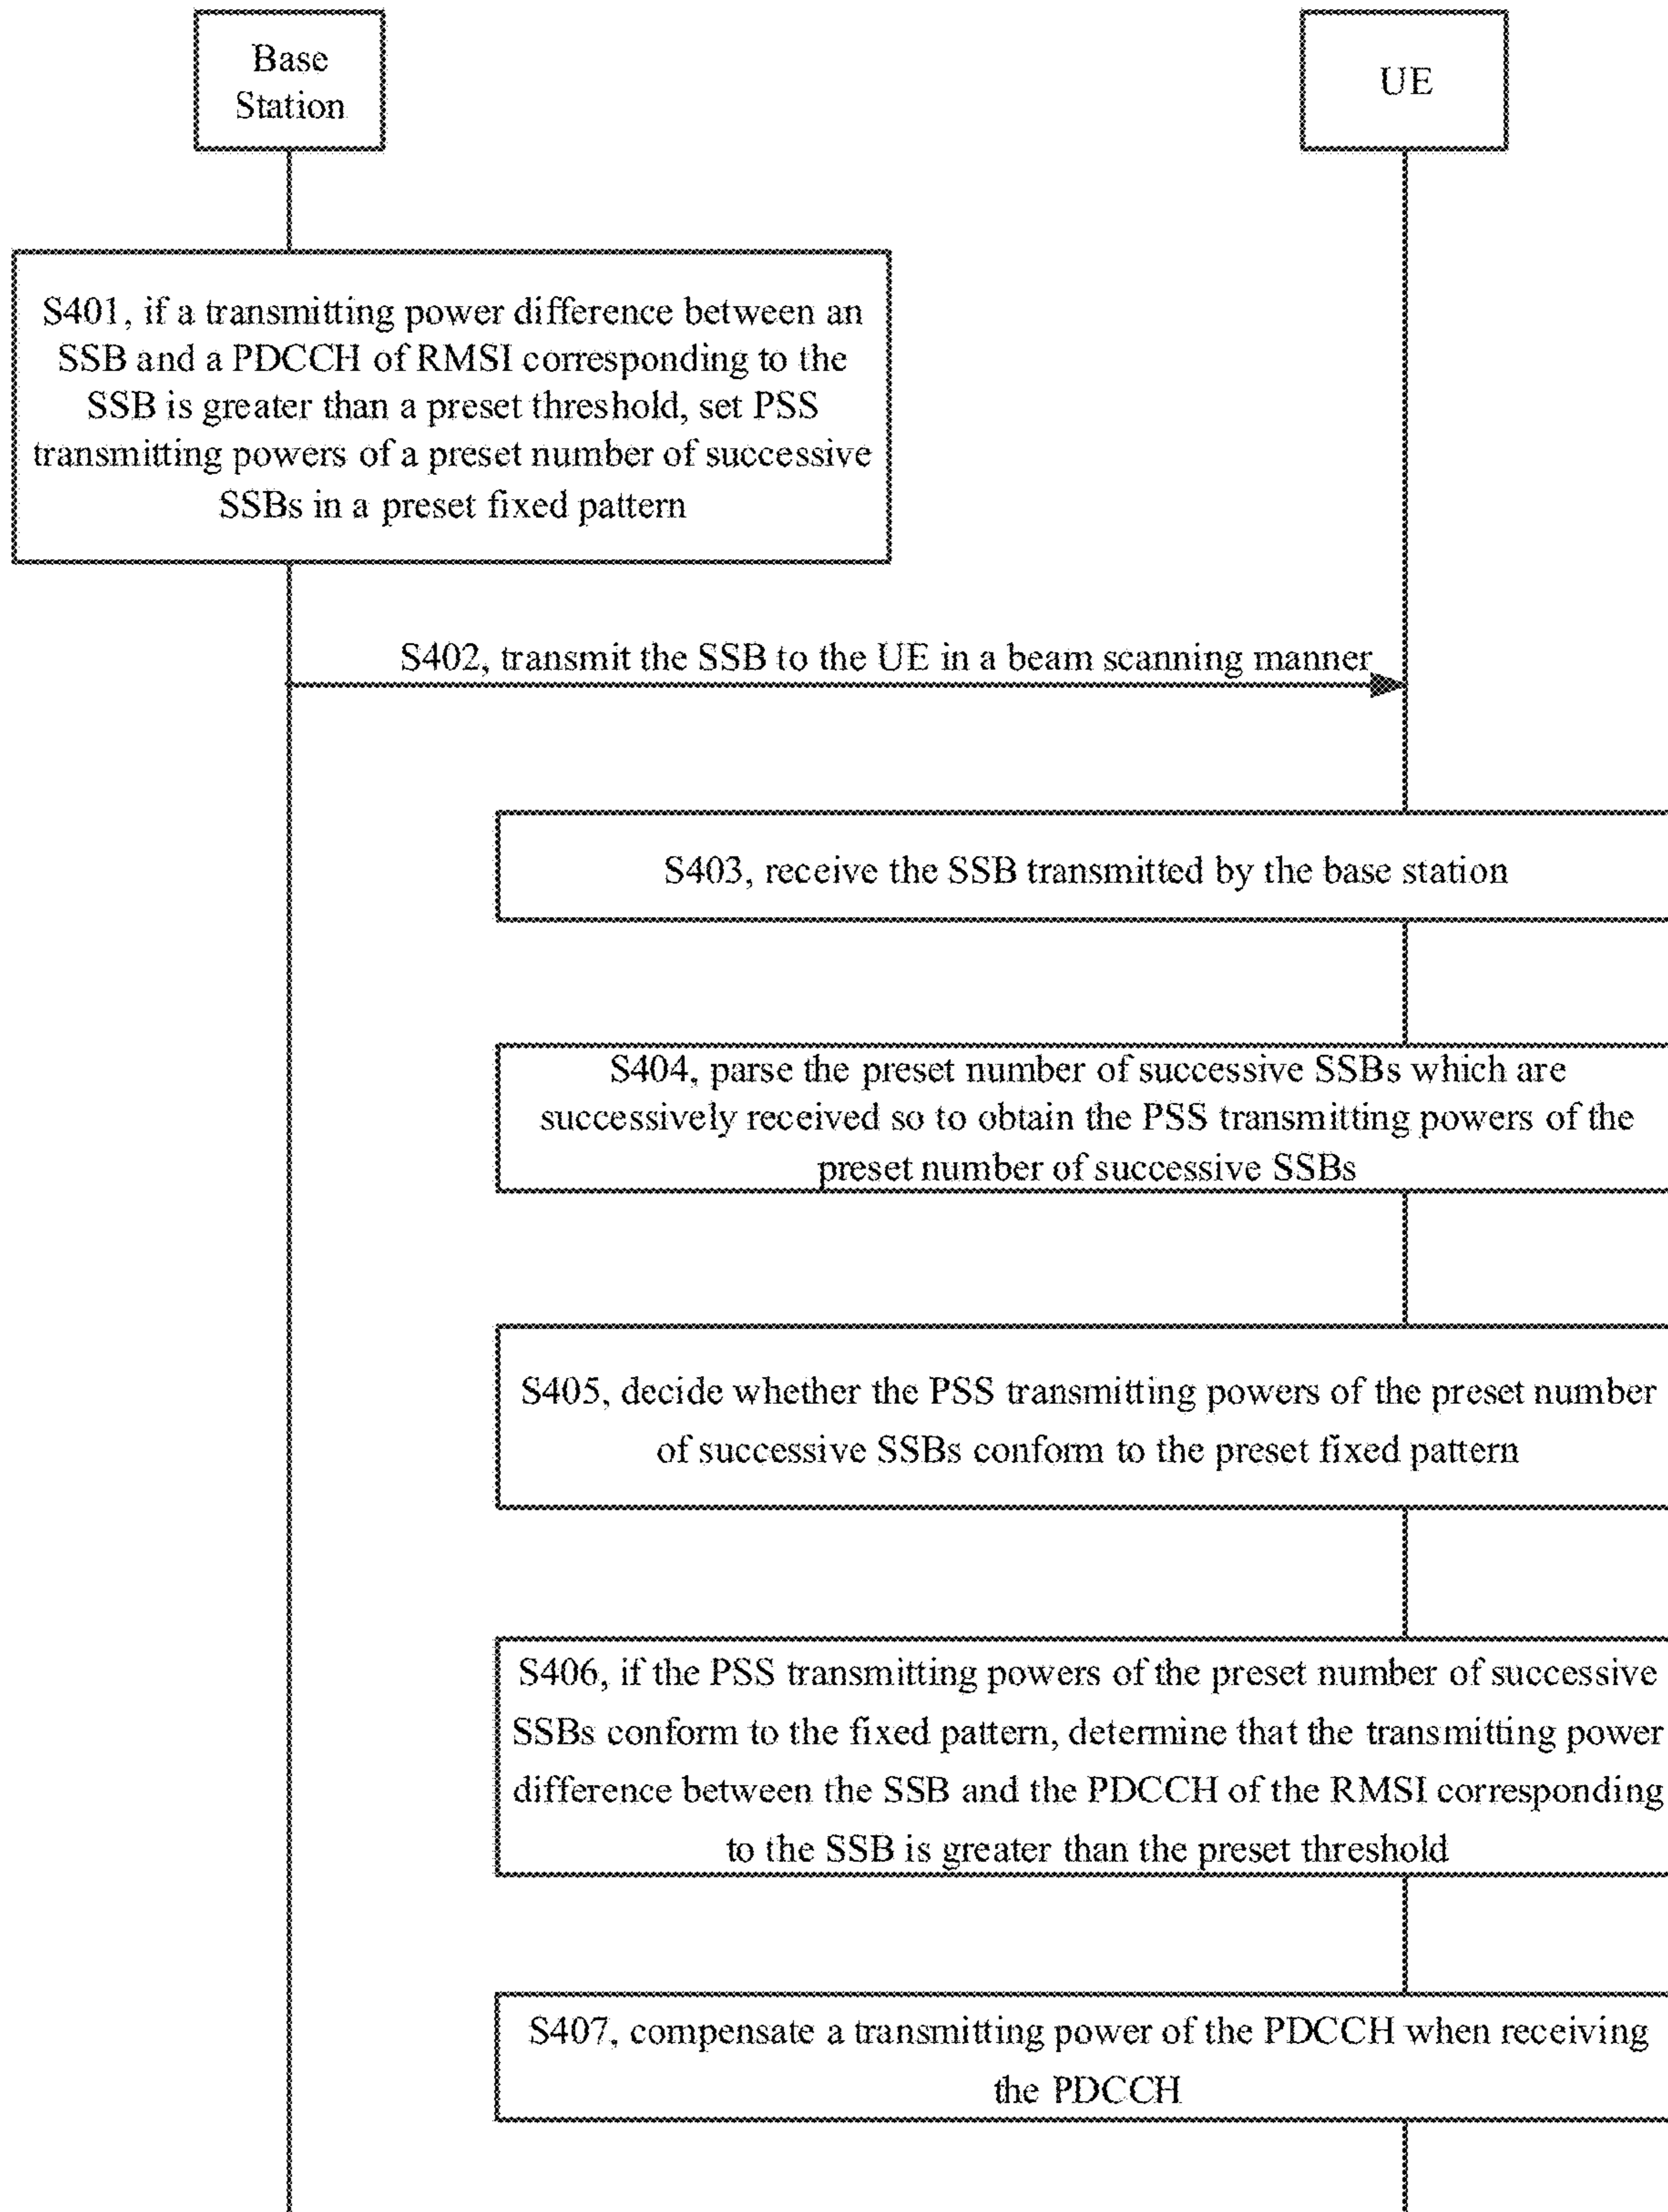 Base
Station
UE
S401, if a transmitting power difference between an
SSB and a PDCCH of RMSI corresponding to the
SSB is greater than a preset threshold, set PSS
transmitting powers of a preset number of successive
SSBs in a preset fixed pattern
S402, transmit the SSB to the UE in a beam scanning manner
S403, receive the SSB transmitted by the base station
S404, parse the preset number of successive SSBs which are
successively received so to obtain the PSS transmitting powers of the
preset number of successive SSBs
S405, decide whether the PSS transmitting powers of the preset number
of successive SSBs conform to the preset fixed pattern
S406, if the PSS transmitting powers of the preset number of successive
SSBs conform to the fixed pattern, determine that the transmitting power
difference between the SSB and the PDCCH of the RMSI corresponding
to the SSB is greater than the preset threshold
S407, compensate a transmitting power of the PDCCH when receiving
the PDCCH